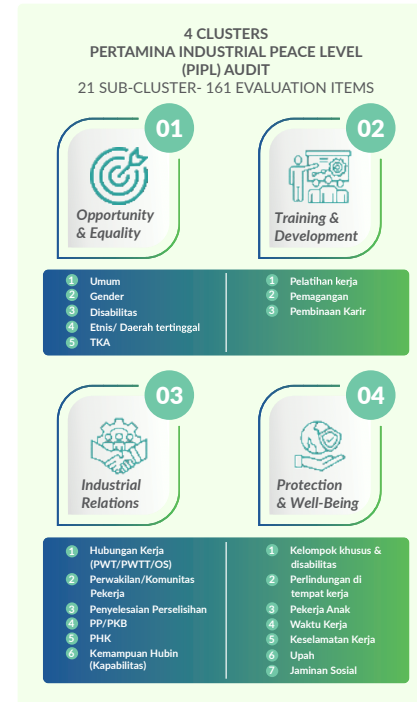 4 CLUSTERS
PERTAMINA INDUSTRIAL PEACE LEVEL
(PIPL) AUDIT
21 SUB-CLUSTER- 161 EVALUATION ITEMS
01
Opportunity
& Equality
02
Training &
Development
1 Umum
2 Gender
3 Disabilitas
4 Etnis/ Daerah tertinggal
5 TKA
1 Pelatihan kerja
2 Pemagangan
3 Pembinaan Karir
03
Industrial
Relations
04
Protection
& Well-Being
1 Hubungan Kerja
(PWT/PWTT/OS)
2 Perwakilan/Komunitas
Pekerja
3 Penyelesaian Perselisihan
4 PP/PKB
5 PHK
6 Kemampuan Hubin
(Kapabilitas)
1 Kelompok khusus &
disabilitas
2 Perlindungan di
tempat kerja
3 Pekerja Anak
4 Waktu Kerja
5 Keselamatan Kerja
6 Upah
7 Jaminan Sosial